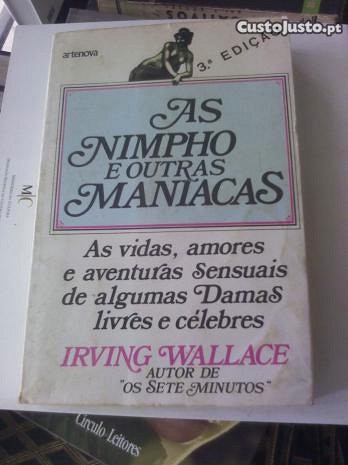 CustoJusto.pt
artenova
3.ª EDIÇÃO
AS
NIMPHO
E OUTRAS
MANÍACAS
As vidas, amores
e aventuras sensuais
de algumas Damas
livres e célebres
IRVING WALLACE
AUTOR DE
"OS SETE MINUTOS"
Círculo Leitores